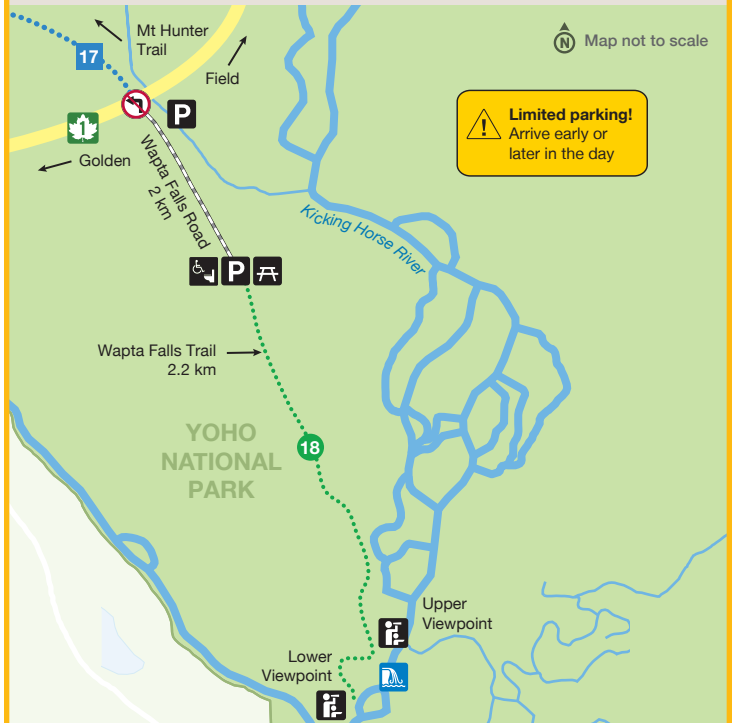 Mt Hunter
Trail
17
Field
N
Map not to scale
P
1
Golden
Limited parking!
Arrive early or
later in the day
Wapta Falls Road
2 km
Kicking Horse River
P
Wapta Falls Trail
2.2 km
YOHO
NATIONAL
PARK
18
Upper
Viewpoint
Lower
Viewpoint